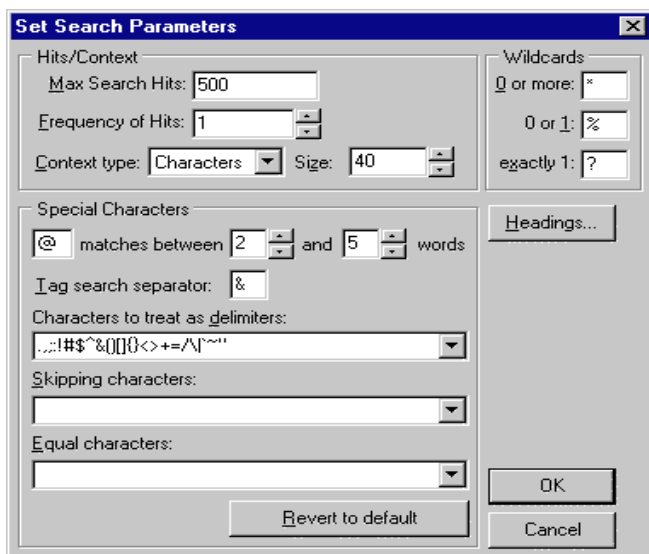 Set Search Parameters
Hits/Context
Max Search Hits: 500
Frequency of Hits: 1
Context type: Characters Size: 40
Wildcards
0 or more: *
0 or 1: %
exactly 1: ?
Special Characters
@ matches between 2 and 5 words
Tag search separator: &
Characters to treat as delimiters:
.,;:!#$^&()[]{}<>+=/\|`~"
Skipping characters:
Equal characters:
Revert to default
Headings...
OK
Cancel